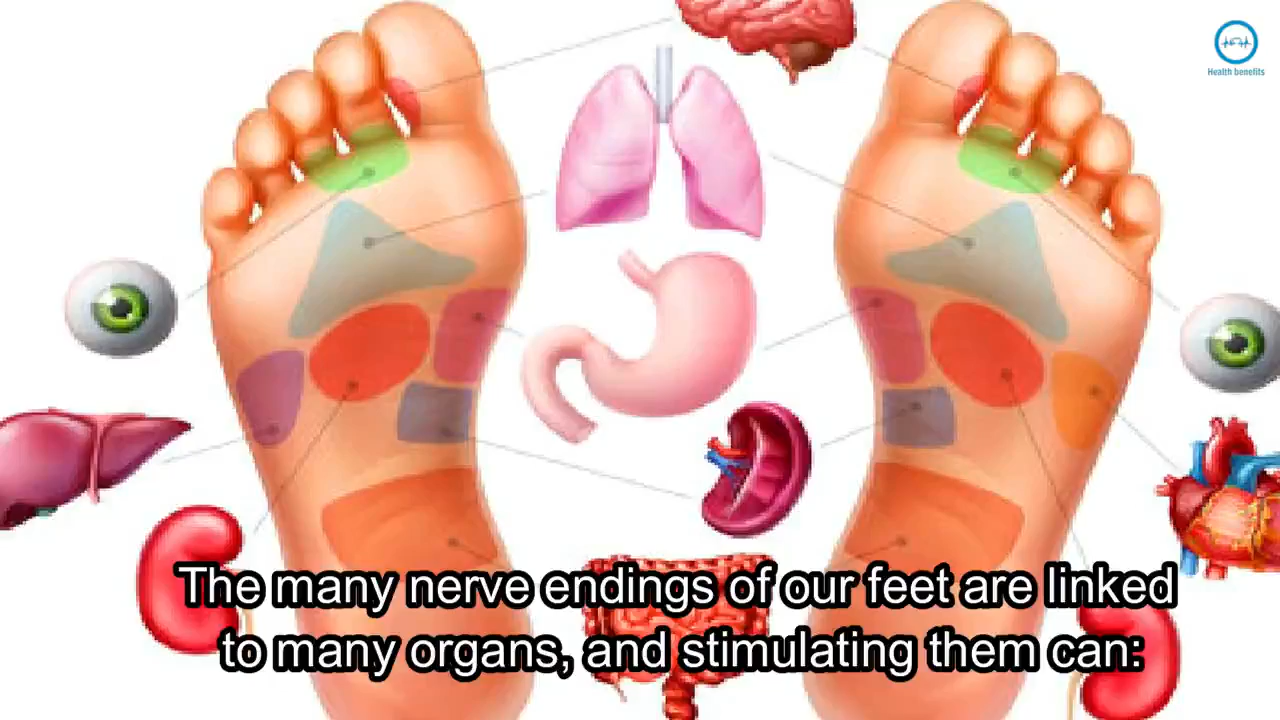 Health benefits
The many nerve endings of our feet are linked
to many organs, and stimulating them can: